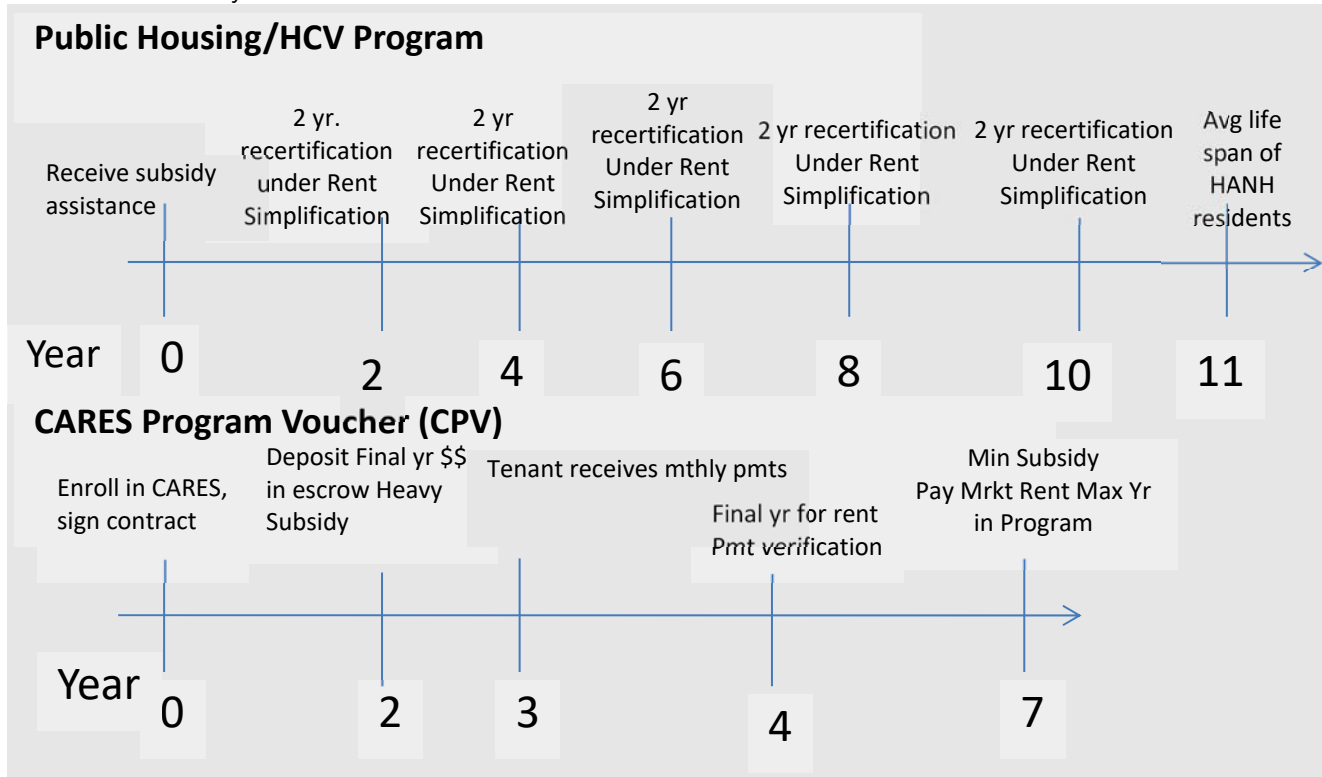 Public Housing/HCV Program
Receive subsidy
assistance
2 yr.
recertification
under Rent
Simplification
2 yr
recertification
Under Rent
Simplification
2 yr
recertification
Under Rent
Simplification
2 yr recertification
Under Rent
Simplification
2 yr recertification
Under Rent
Simplification
Avg life
span of
HANH
residents
Year 0 2 4 6 8 10 11
CARES Program Voucher (CPV)
Enroll in CARES,
sign contract
Deposit Final yr $$
in escrow Heavy
Subsidy
Tenant receives mthly pmts
Final yr for rent
Pmt verification
Min Subsidy
Pay Mrkt Rent Max Yr
in Program
Year 0 2 3 4 7